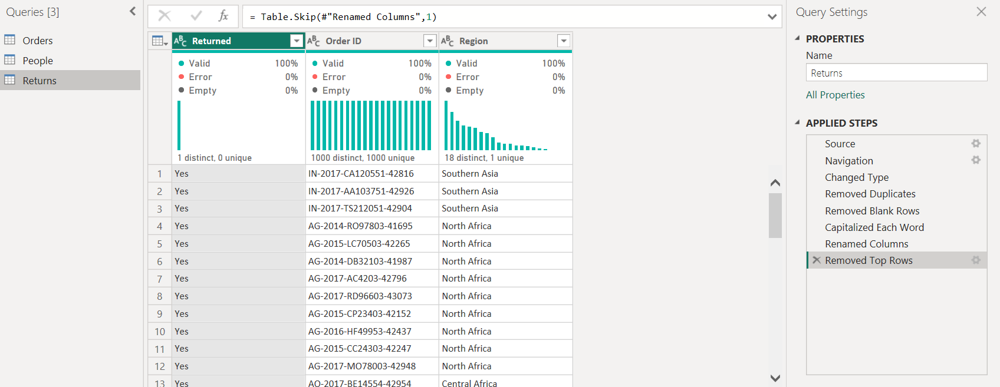 Queries [3]
Orders
People
Returns
fx
= Table.Skip(#"Renamed Columns",1)
ABC Returned ABC Order ID ABC Region
Valid 100% Valid 100% Valid 100%
Error 0% Error 0% Error 0%
Empty 0% Empty 0% Empty 0%
1 distinct, 0 unique 1000 distinct, 1000 unique 18 distinct, 1 unique
1 Yes IN-2017-CA120551-42816 Southern Asia
2 Yes IN-2017-AA103751-42926 Southern Asia
3 Yes IN-2017-TS212051-42904 Southern Asia
4 Yes AG-2014-RO97803-41695 North Africa
5 Yes AG-2015-LC70503-42265 North Africa
6 Yes AG-2014-DB32103-41987 North Africa
7 Yes AG-2017-AC4203-42796 North Africa
8 Yes AG-2017-RD96603-43073 North Africa
9 Yes AG-2015-CP23403-42152 North Africa
10 Yes AG-2016-HF49953-42437 North Africa
11 Yes AG-2015-CC24303-42247 North Africa
12 Yes AG-2017-MO78003-42948 North Africa
13 Yes AO-2017-BE14554-42954 Central Africa
Query Settings
PROPERTIES
Name
Returns
All Properties
APPLIED STEPS
Source
Navigation
Changed Type
Removed Duplicates
Removed Blank Rows
Capitalized Each Word
Renamed Columns
Removed Top Rows